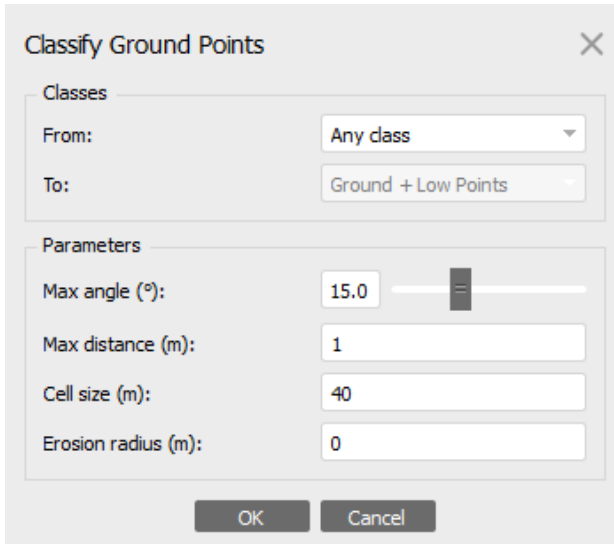 Classify Ground Points
Classes
From: Any class
To: Ground + Low Points
Parameters
Max angle (°): 15.0
Max distance (m): 1
Cell size (m): 40
Erosion radius (m): 0
OK Cancel